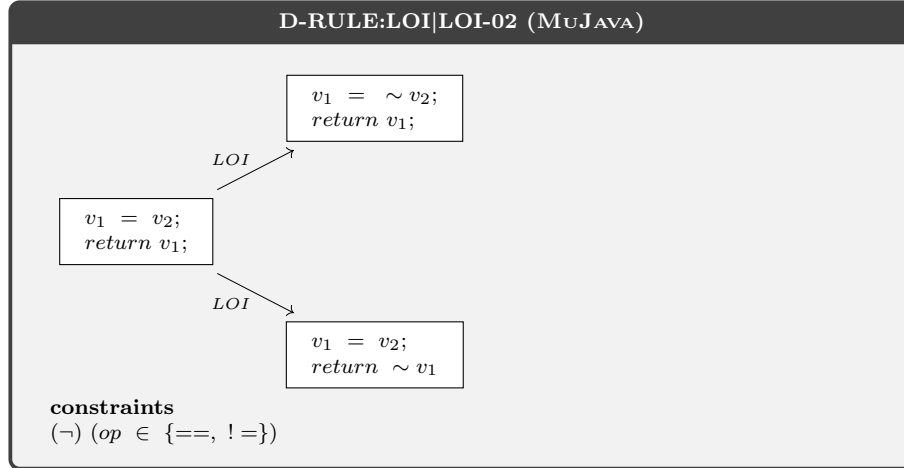 D-RULE:LOI|LOI-02 (MUJAVA)
v₁ = ∼ v₂;
return v₁;
LOI
v₁ = v₂;
return v₁;
LOI
v₁ = v₂;
return ∼ v₁
constraints
(¬) (op ∈ {==, ! =})